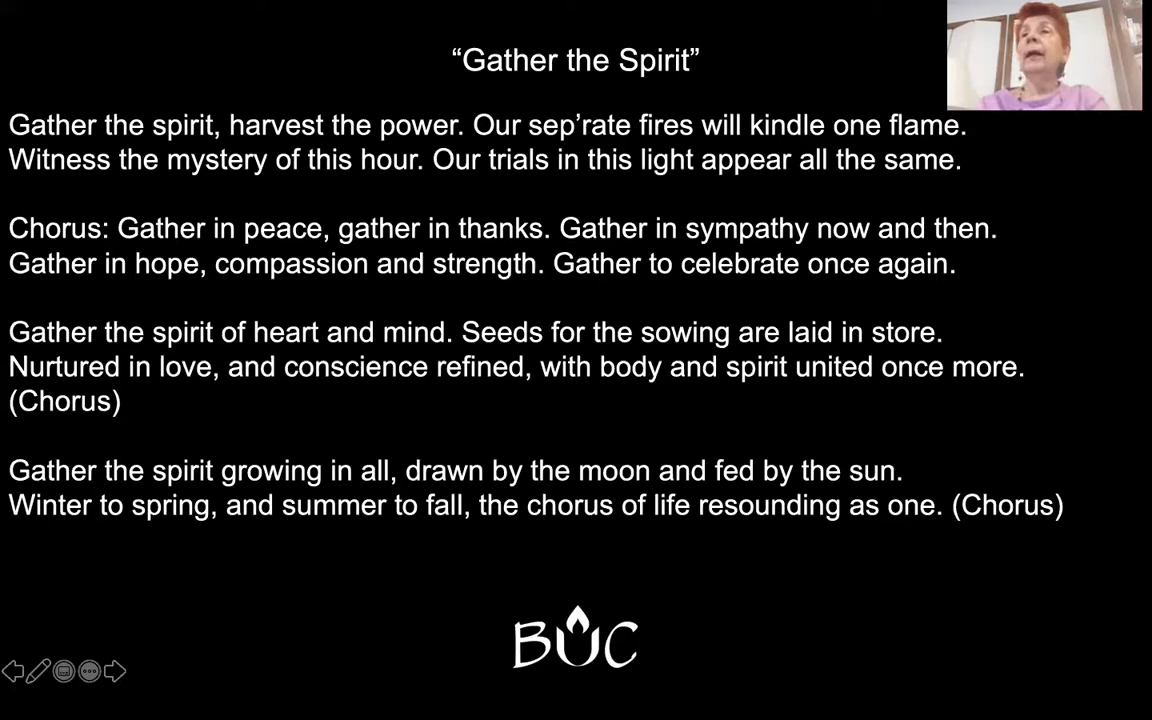 “Gather the Spirit”
Gather the spirit, harvest the power. Our sep’rate fires will kindle one flame.
Witness the mystery of this hour. Our trials in this light appear all the same.
Chorus: Gather in peace, gather in thanks. Gather in sympathy now and then.
Gather in hope, compassion and strength. Gather to celebrate once again.
Gather the spirit of heart and mind. Seeds for the sowing are laid in store.
Nurtured in love, and conscience refined, with body and spirit united once more.
(Chorus)
Gather the spirit growing in all, drawn by the moon and fed by the sun.
Winter to spring, and summer to fall, the chorus of life resounding as one. (Chorus)
BUC